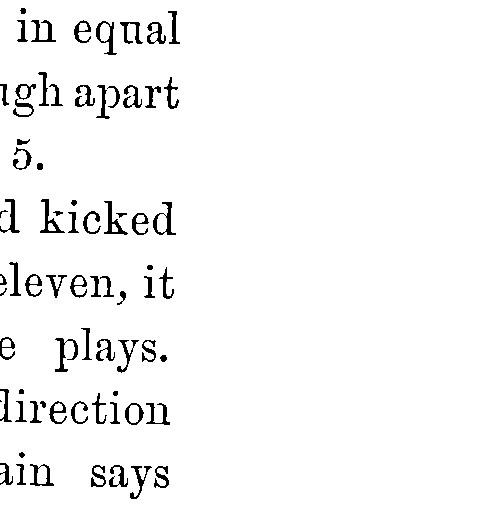 in equal
ugh apart
5.
d kicked
eleven, it
e plays.
direction
ain says